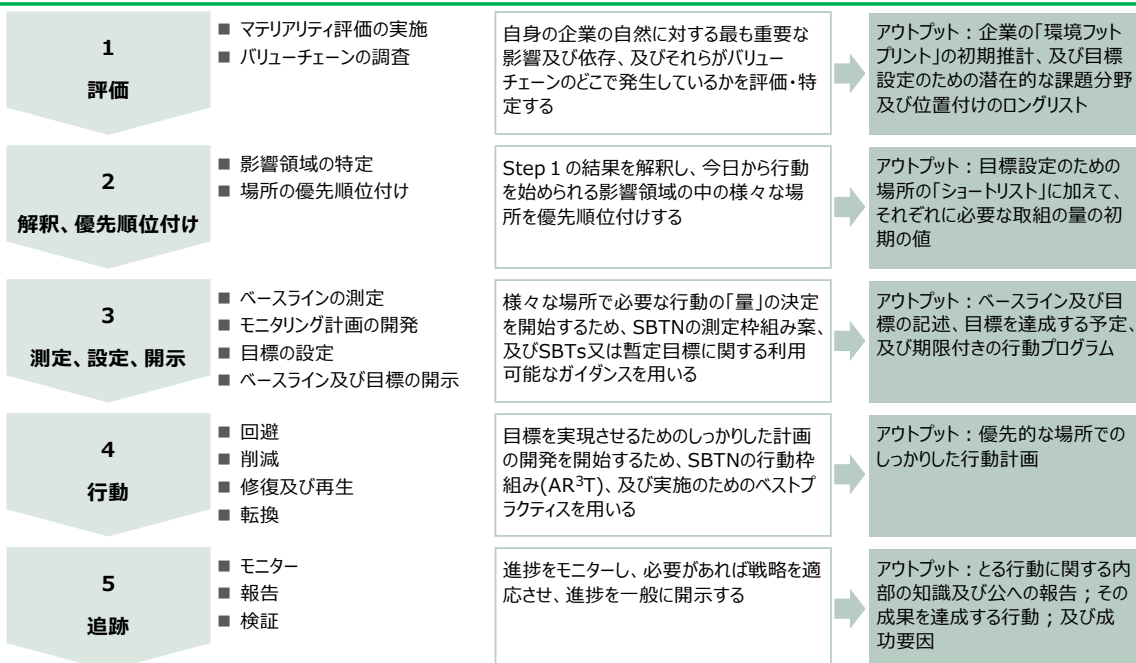 1
評価
■ マテリアリティ評価の実施
■ バリューチェーンの調査
自身の企業の自然に対する最も重要な
影響及び依存、及びそれらがバリュー
チェーンのどこで発生しているかを評価・特
定する
アウトプット：企業の「環境フット
プリント」の初期推計、及び目標
設定のための潜在的な課題分野
及び位置付けのロングリスト
2
解釈、優先順位付け
■ 影響領域の特定
■ 場所の優先順位付け
Step 1の結果を解釈し、今日から行動
を始められる影響領域の中の様々な場
所を優先順位付けする
アウトプット：目標設定のための
場所の「ショートリスト」に加えて、
それぞれに必要な取組の量の初
期の値
3
測定、設定、開示
■ ベースラインの測定
■ モニタリング計画の開発
■ 目標の設定
■ ベースライン及び目標の開示
様々な場所で必要な行動の「量」の決定
を開始するため、SBTNの測定枠組み案、
及びSBTs又は暫定目標に関する利用
可能なガイダンスを用いる
アウトプット：ベースライン及び目
標の記述、目標を達成する予定、
及び期限付きの行動プログラム
4
行動
■ 回避
■ 削減
■ 修復及び再生
■ 転換
目標を実現させるためのしっかりした計画
の開発を開始するため、SBTNの行動枠
組み(AR³T)、及び実施のためのベストプ
ラクティスを用いる
アウトプット：優先的な場所での
しっかりした行動計画
5
追跡
■ モニター
■ 報告
■ 検証
進捗をモニターし、必要があれば戦略を適
応させ、進捗を一般に開示する
アウトプット：とる行動に関する内
部の知識及び公への報告；その
成果を達成する行動；及び成
功要因